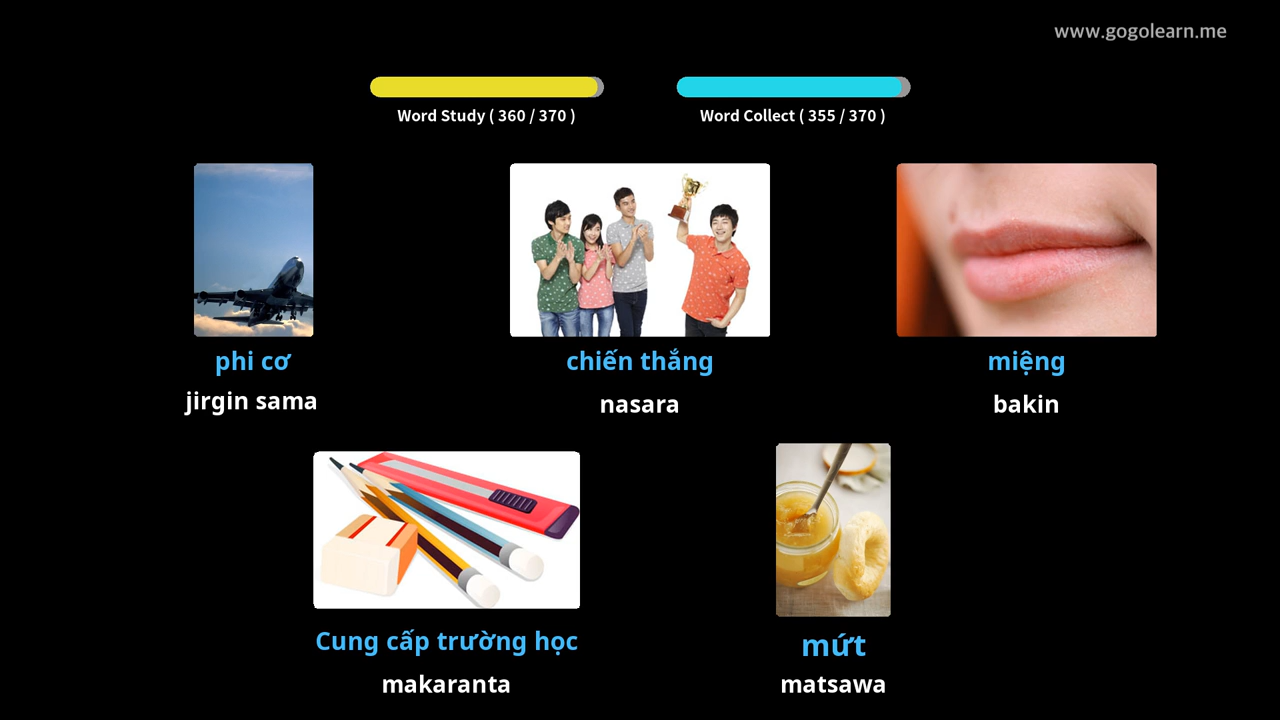 www.gogolearn.me
Word Study ( 360 / 370 )
Word Collect ( 355 / 370 )
phi cơ
jirgin sama
chiến thắng
nasara
miệng
bakin
Cung cấp trường học
makaranta
mứt
matsawa